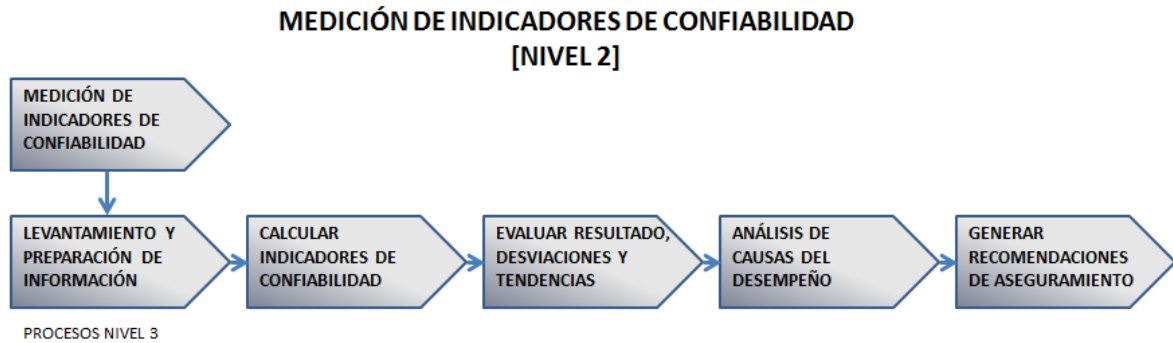 MEDICIÓN DE INDICADORES DE CONFIABILIDAD
[NIVEL 2]
MEDICIÓN DE
INDICADORES DE
CONFIABILIDAD
LEVANTAMIENTO Y
PREPARACIÓN DE
INFORMACIÓN
CALCULAR
INDICADORES DE
CONFIABILIDAD
EVALUAR RESULTADO,
DESVIACIONES Y
TENDENCIAS
ANÁLISIS DE
CAUSAS DEL
DESEMPEÑO
GENERAR
RECOMENDACIONES
DE ASEGURAMIENTO
PROCESOS NIVEL 3